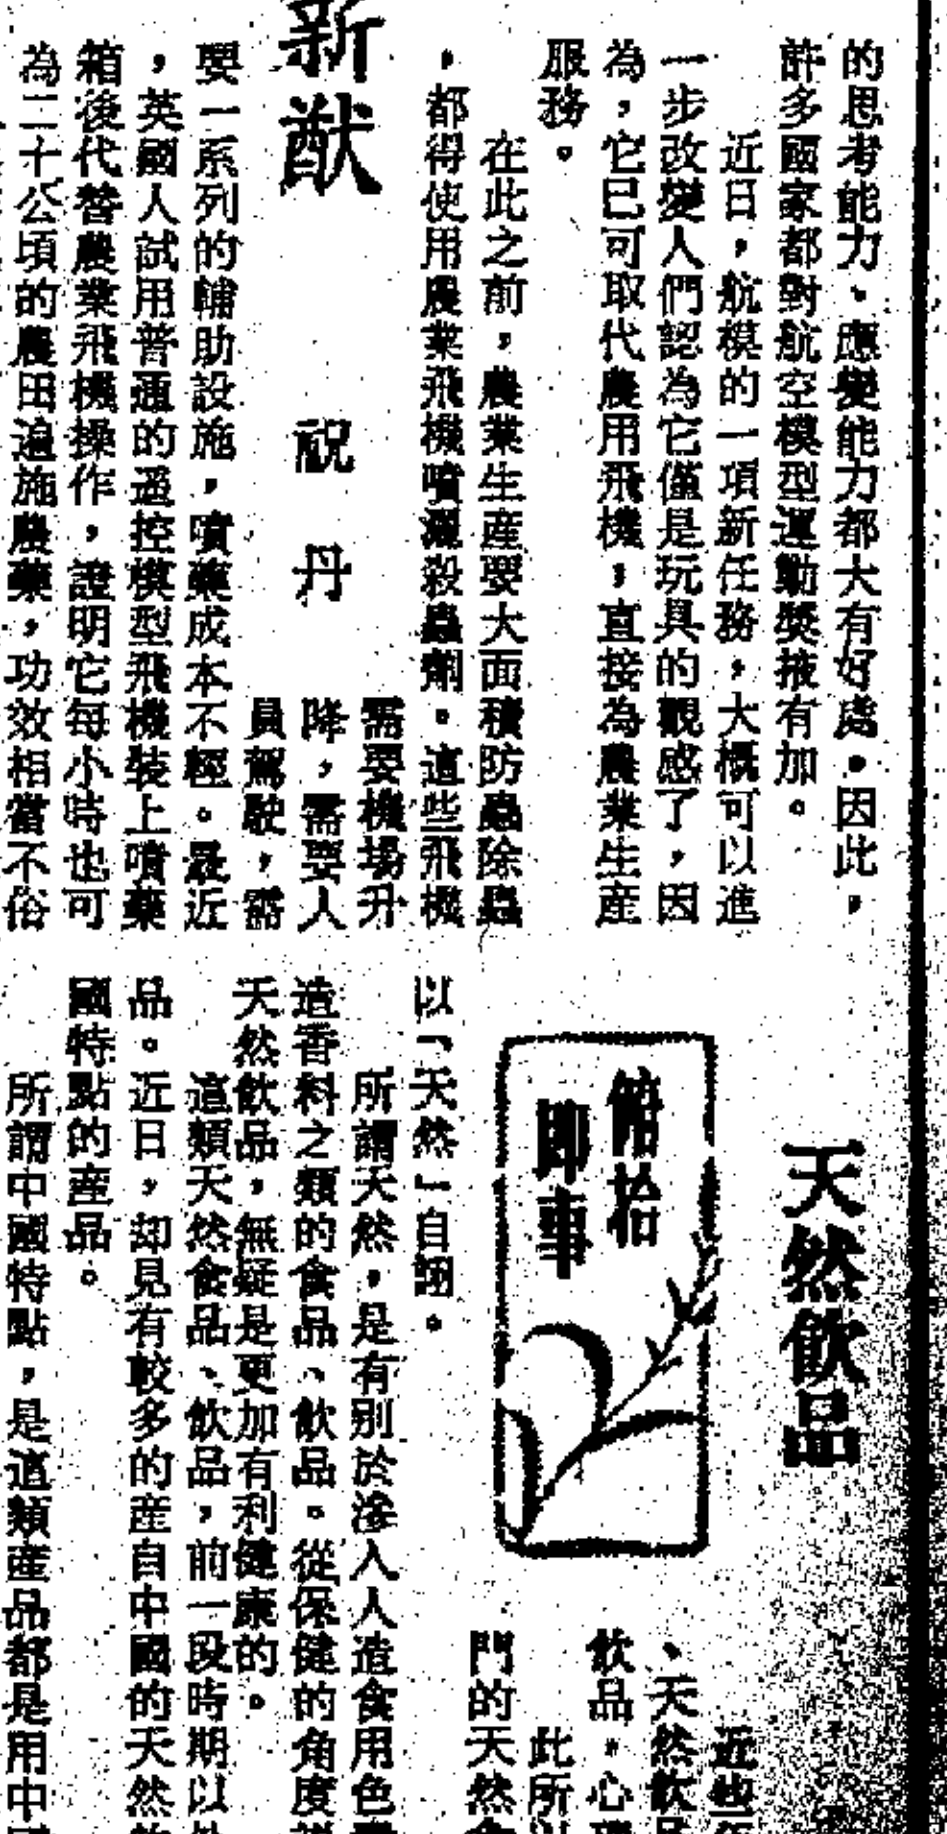 的思考能力、應變能力都大有好處。因此，
許多國家都對航空模型運動獎掖有加。
近日，航模的一項新任務，大概可以進
一步改變人們認為它僅是玩具的觀感了，因
為，它已可取代農用飛機，直接為農業生産
服務。
在此之前，農業生産要大面積防蟲除蟲
，都得使用農業飛機噴灑殺蟲劑。這些飛機
新猷
祝丹
需要機場升
降，需要人
員駕駛，需
要一系列的輔助設施，噴藥成本不輕。最近
，英國人試用普通的遥控模型飛機裝上噴藥
箱後代替農業飛機操作，證明它每小時也可
為二十公頃的農田遍施農藥，功效相當不俗
天然飲品
俯拾
即事
近些年
、天然飲品
飲品，心理
此所以
門的天然
以「天然」自詡。
所謂天然，是有别於滲入人造食用色
造香料之類的食品、飲品。從保健的角度説
天然飲品，無疑是更加有利健康的。
這類天然食品、飲品，前一段時期以
品。近日，却見有較多的産自中國的天然
國特點的産品。
所謂中國特點，是這類産品都是用中